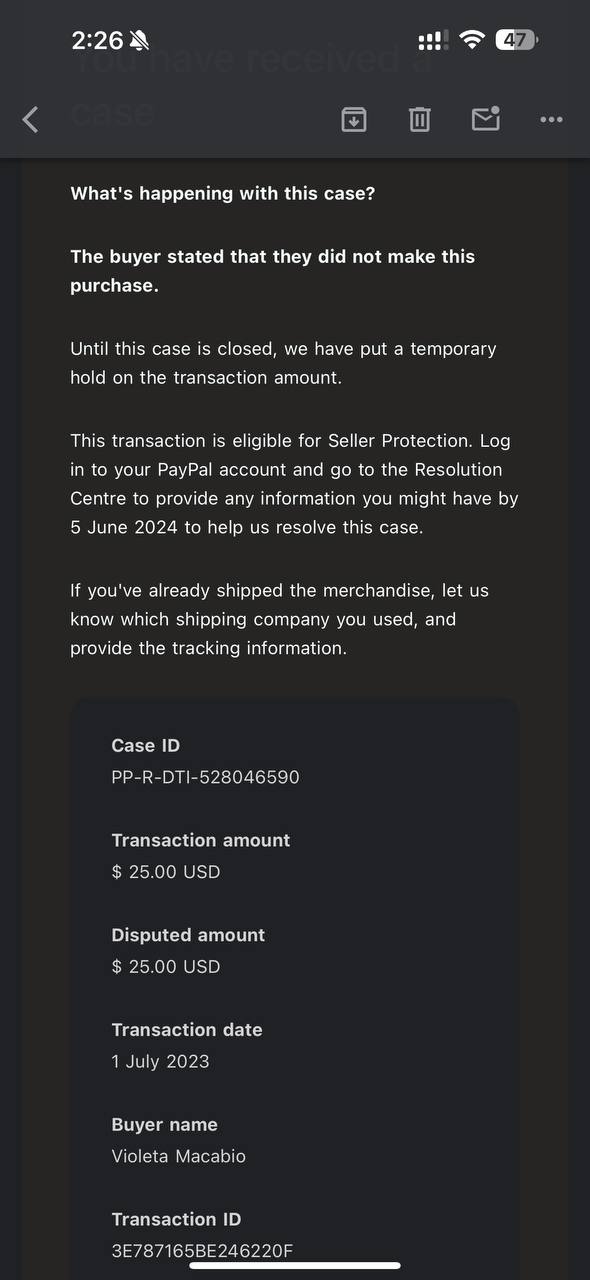 2:26
47
You have received a
case
What's happening with this case?
The buyer stated that they did not make this
purchase.
Until this case is closed, we have put a temporary
hold on the transaction amount.
This transaction is eligible for Seller Protection. Log
in to your PayPal account and go to the Resolution
Centre to provide any information you might have by
5 June 2024 to help us resolve this case.
If you've already shipped the merchandise, let us
know which shipping company you used, and
provide the tracking information.
Case ID
PP-R-DTI-528046590
Transaction amount
$ 25.00 USD
Disputed amount
$ 25.00 USD
Transaction date
1 July 2023
Buyer name
Violeta Macabio
Transaction ID
3E787165BE246220F